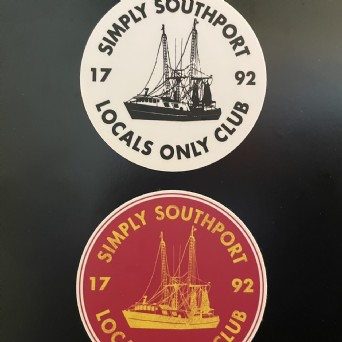 SIMPLY SOUTHPORT
17 92
LOCALS ONLY CLUB
SIMPLY SOUTHPORT
17 92
CLUB